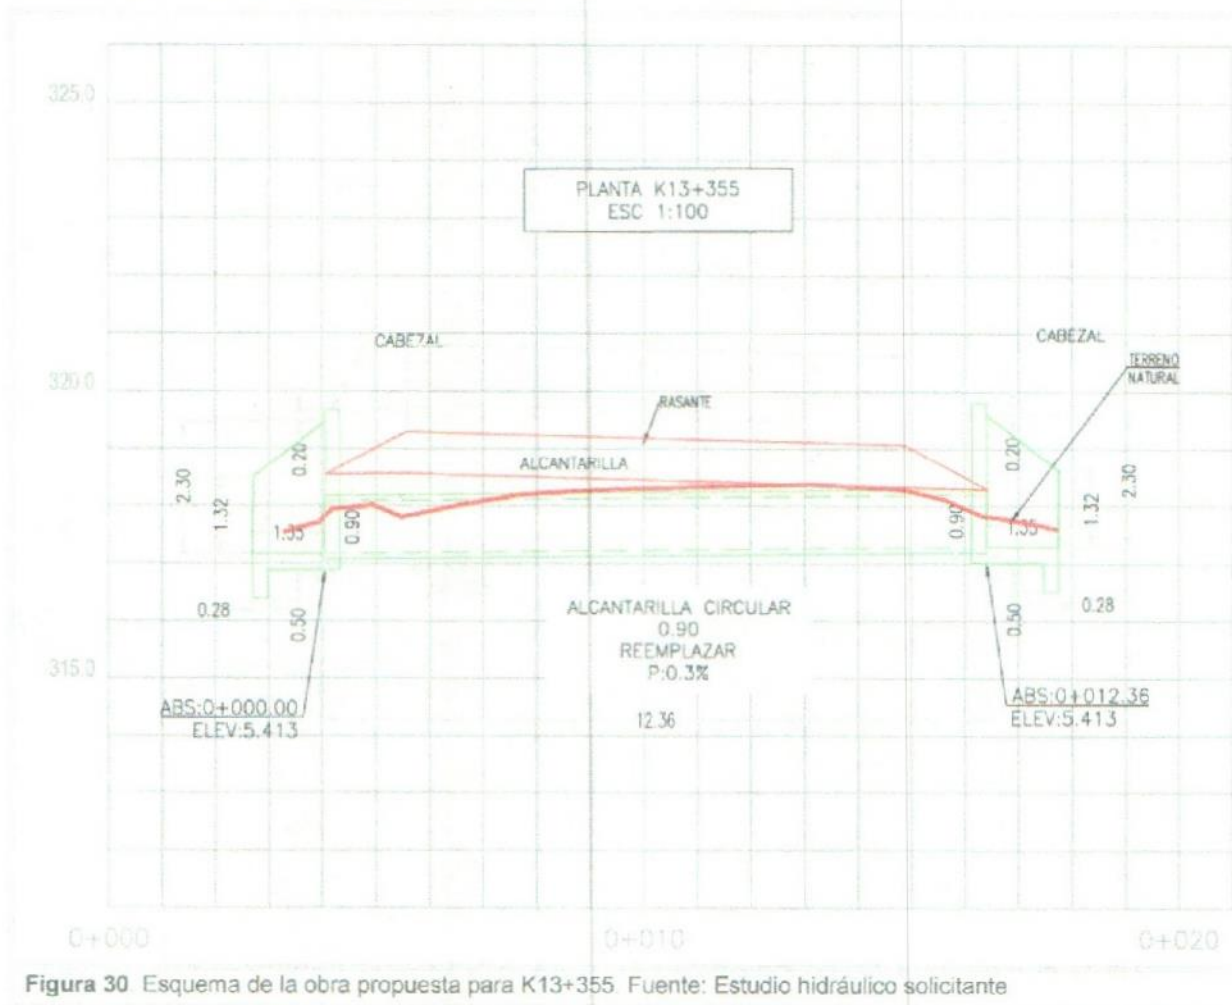 325.0
PLANTA K13+355
ESC 1:100
CABEZAL
CABEZAL
TERRENO
NATURAL
320.0
RASANTE
0.20
ALCANTARILLA
0.20
2.30
1.32
1.35
0.90
0.90
1.35
1.32
2.30
0.28
0.50
ALCANTARILLA CIRCULAR
0.90
REEMPLAZAR
P:0.3%
0.50
0.28
315.0
ABS:0+000.00
ELEV:5.413
12.36
ABS:0+012.36
ELEV:5.413
0+000
0+010
0+020
Figura 30. Esquema de la obra propuesta para K13+355. Fuente: Estudio hidráulico solicitante